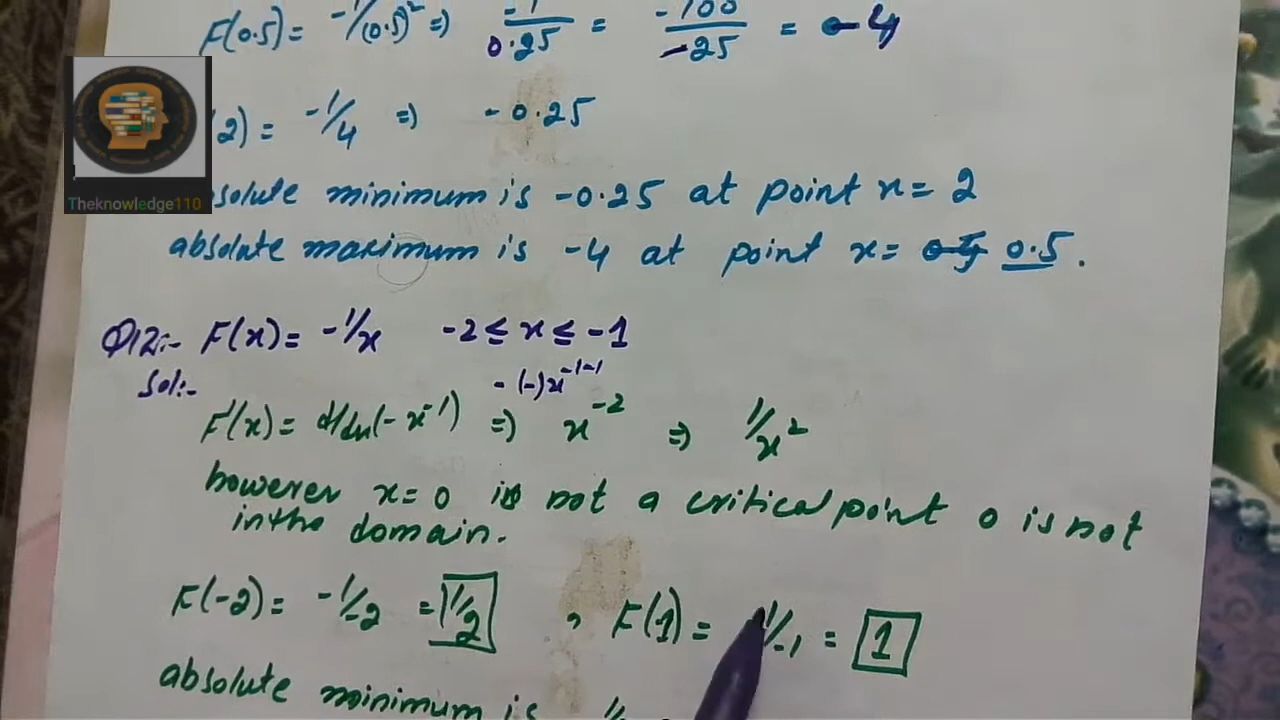 F(0.5) = -1/(0.5)² => -1/0.25 = -100/-25 = -4
2) = -1/4 => -0.25
solute minimum is -0.25 at point x = 2
absolute maximum is -4 at point x = 0.5.
Q12:- F(x) = -1/x -2 ≤ x ≤ -1
Sol:- - (-)x⁻¹⁻¹
F'(x) = d/dx(-x⁻¹) => x⁻² => 1/x²
however x = 0 is not a critical point 0 is not
in the domain.
F(-2) = -1/-2 = 1/2 , F(1) = 1/-1 = 1
absolute minimum is
Theknowledge110